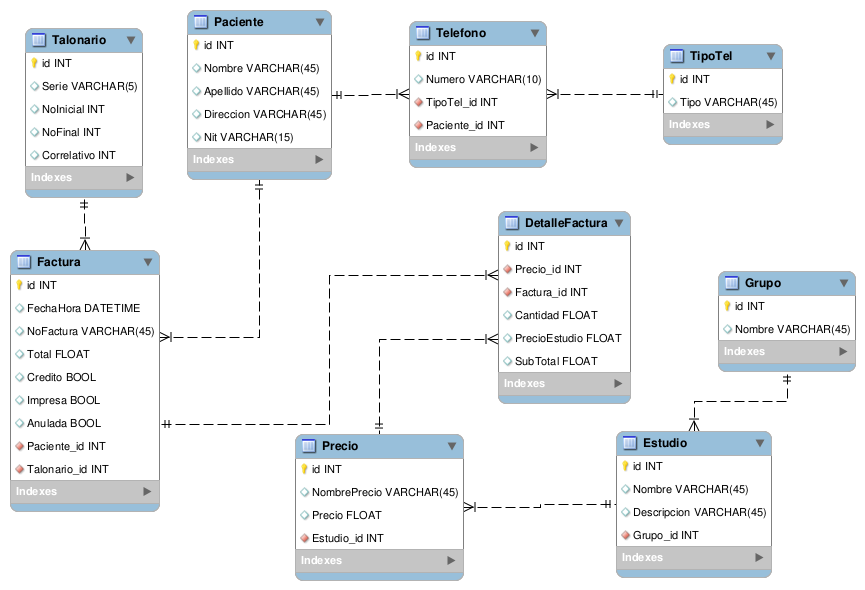 Talonario
id INT
Serie VARCHAR(5)
NoInicial INT
NoFinal INT
Correlativo INT
Indexes
Paciente
id INT
Nombre VARCHAR(45)
Apellido VARCHAR(45)
Direccion VARCHAR(45)
Nit VARCHAR(15)
Indexes
Telefono
id INT
Numero VARCHAR(10)
TipoTel_id INT
Paciente_id INT
Indexes
TipoTel
id INT
Tipo VARCHAR(45)
Indexes
Factura
id INT
FechaHora DATETIME
NoFactura VARCHAR(45)
Total FLOAT
Credito BOOL
Impresa BOOL
Anulada BOOL
Paciente_id INT
Talonario_id INT
Indexes
DetalleFactura
id INT
Precio_id INT
Factura_id INT
Cantidad FLOAT
PrecioEstudio FLOAT
SubTotal FLOAT
Indexes
Grupo
id INT
Nombre VARCHAR(45)
Indexes
Precio
id INT
NombrePrecio VARCHAR(45)
Precio FLOAT
Estudio_id INT
Indexes
Estudio
id INT
Nombre VARCHAR(45)
Descripcion VARCHAR(45)
Grupo_id INT
Indexes